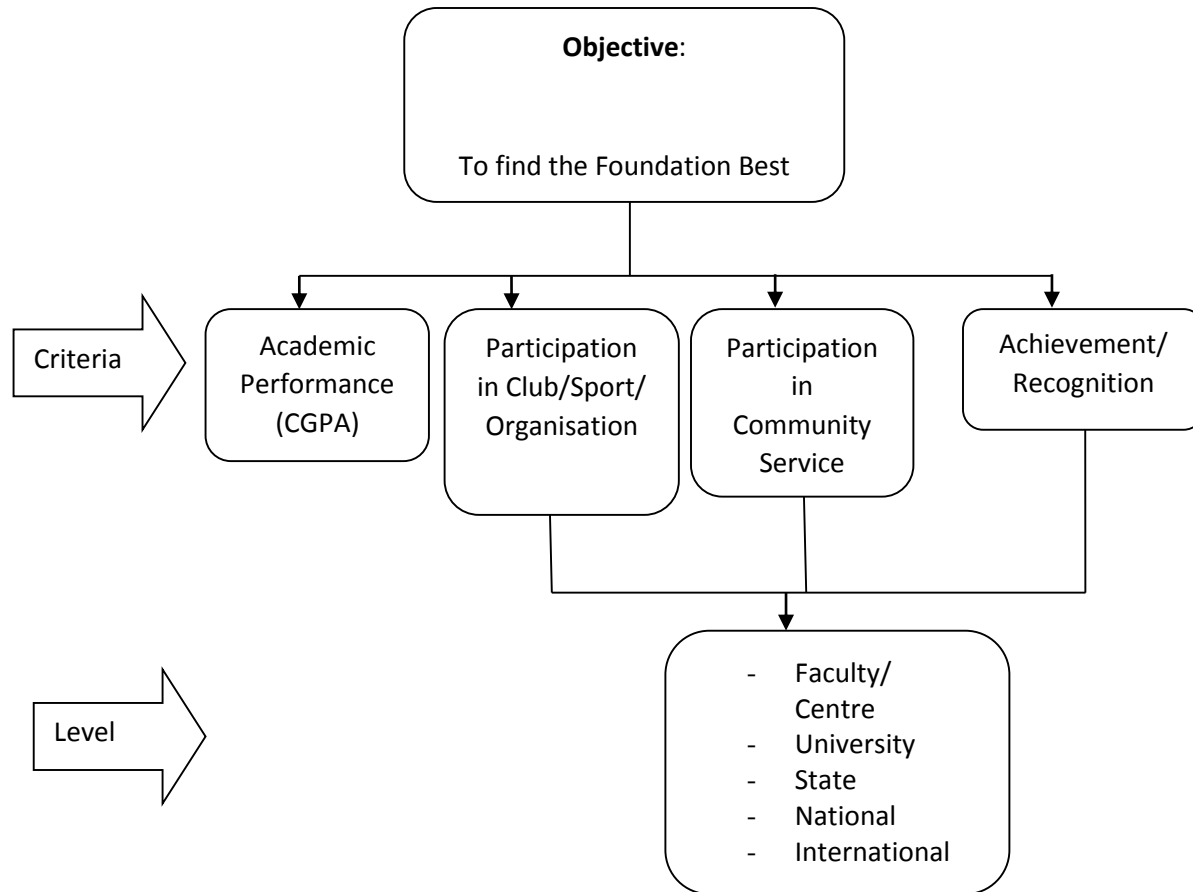 Objective:
To find the Foundation Best
Criteria
Academic
Performance
(CGPA)
Participation
in Club/Sport/
Organisation
Participation
in
Community
Service
Achievement/
Recognition
Level
- Faculty/
Centre
- University
- State
- National
- International